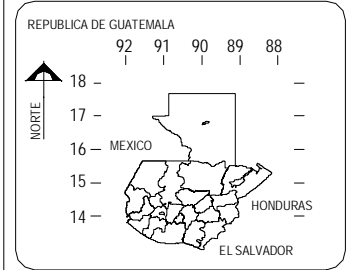 REPUBLICA DE GUATEMALA
92 91 90 89 88
18
17
NORTE
16
MEXICO
15
HONDURAS
14
EL SALVADOR